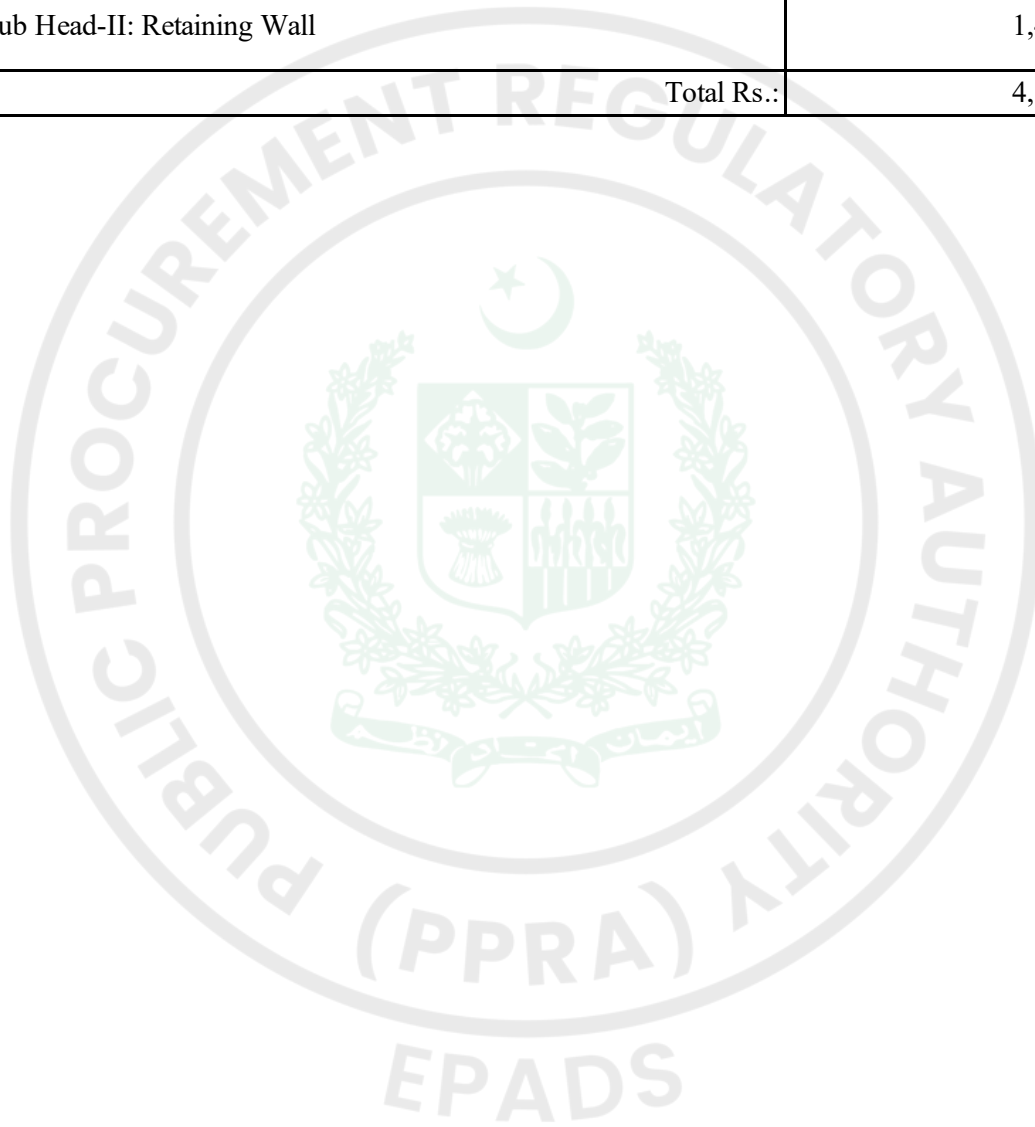 ub Head-II: Retaining Wall 1,
Total Rs.: 4,
PUBLIC PROCUREMENT REGULATORY AUTHORITY
(PPRA)
EPADS